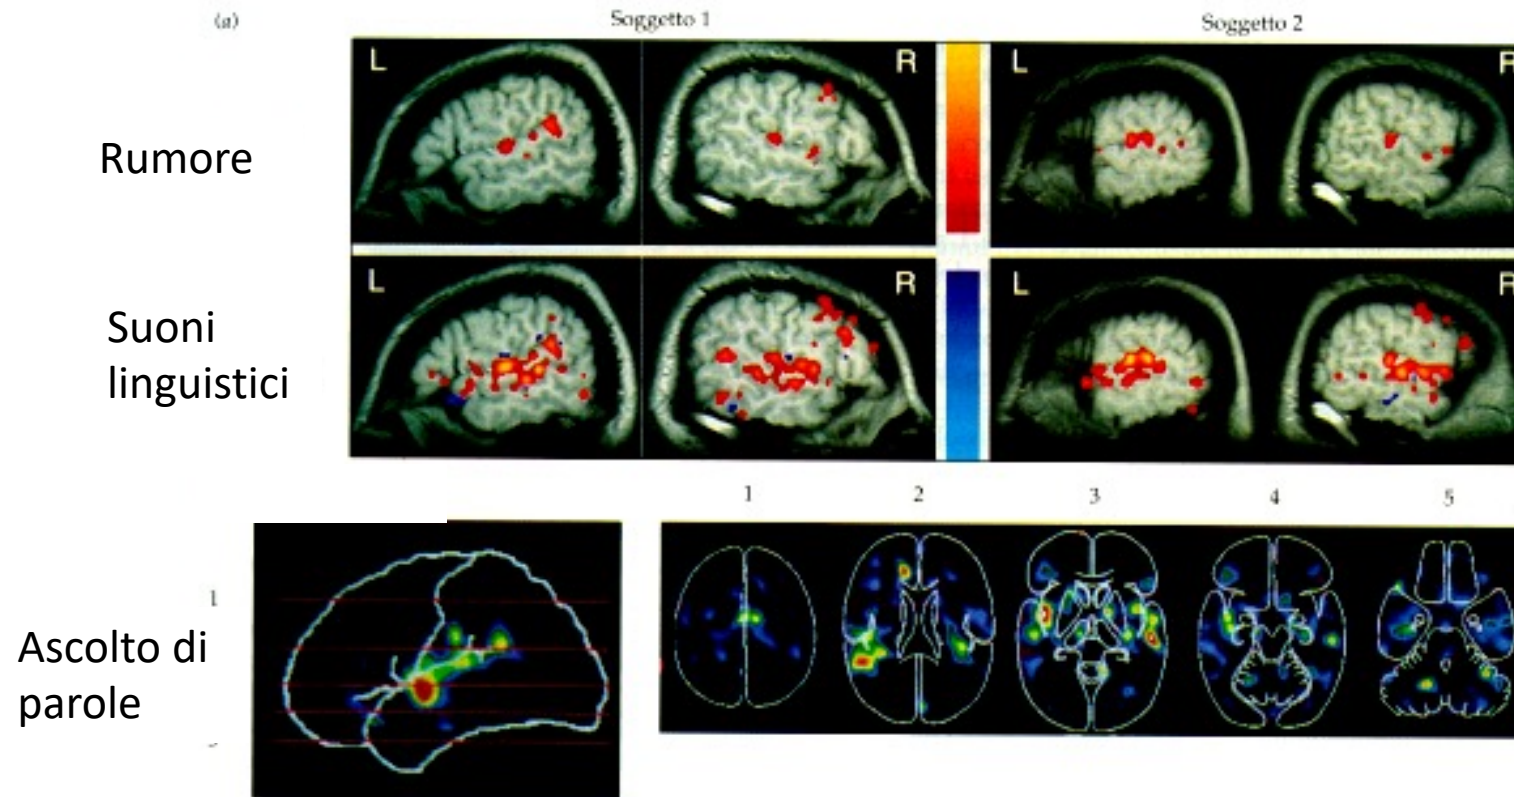 (a)
Soggetto 1
Soggetto 2
L
R
L
R
Rumore
L
R
L
R
Suoni
linguistici
1
2
3
4
5
1
Ascolto di
parole